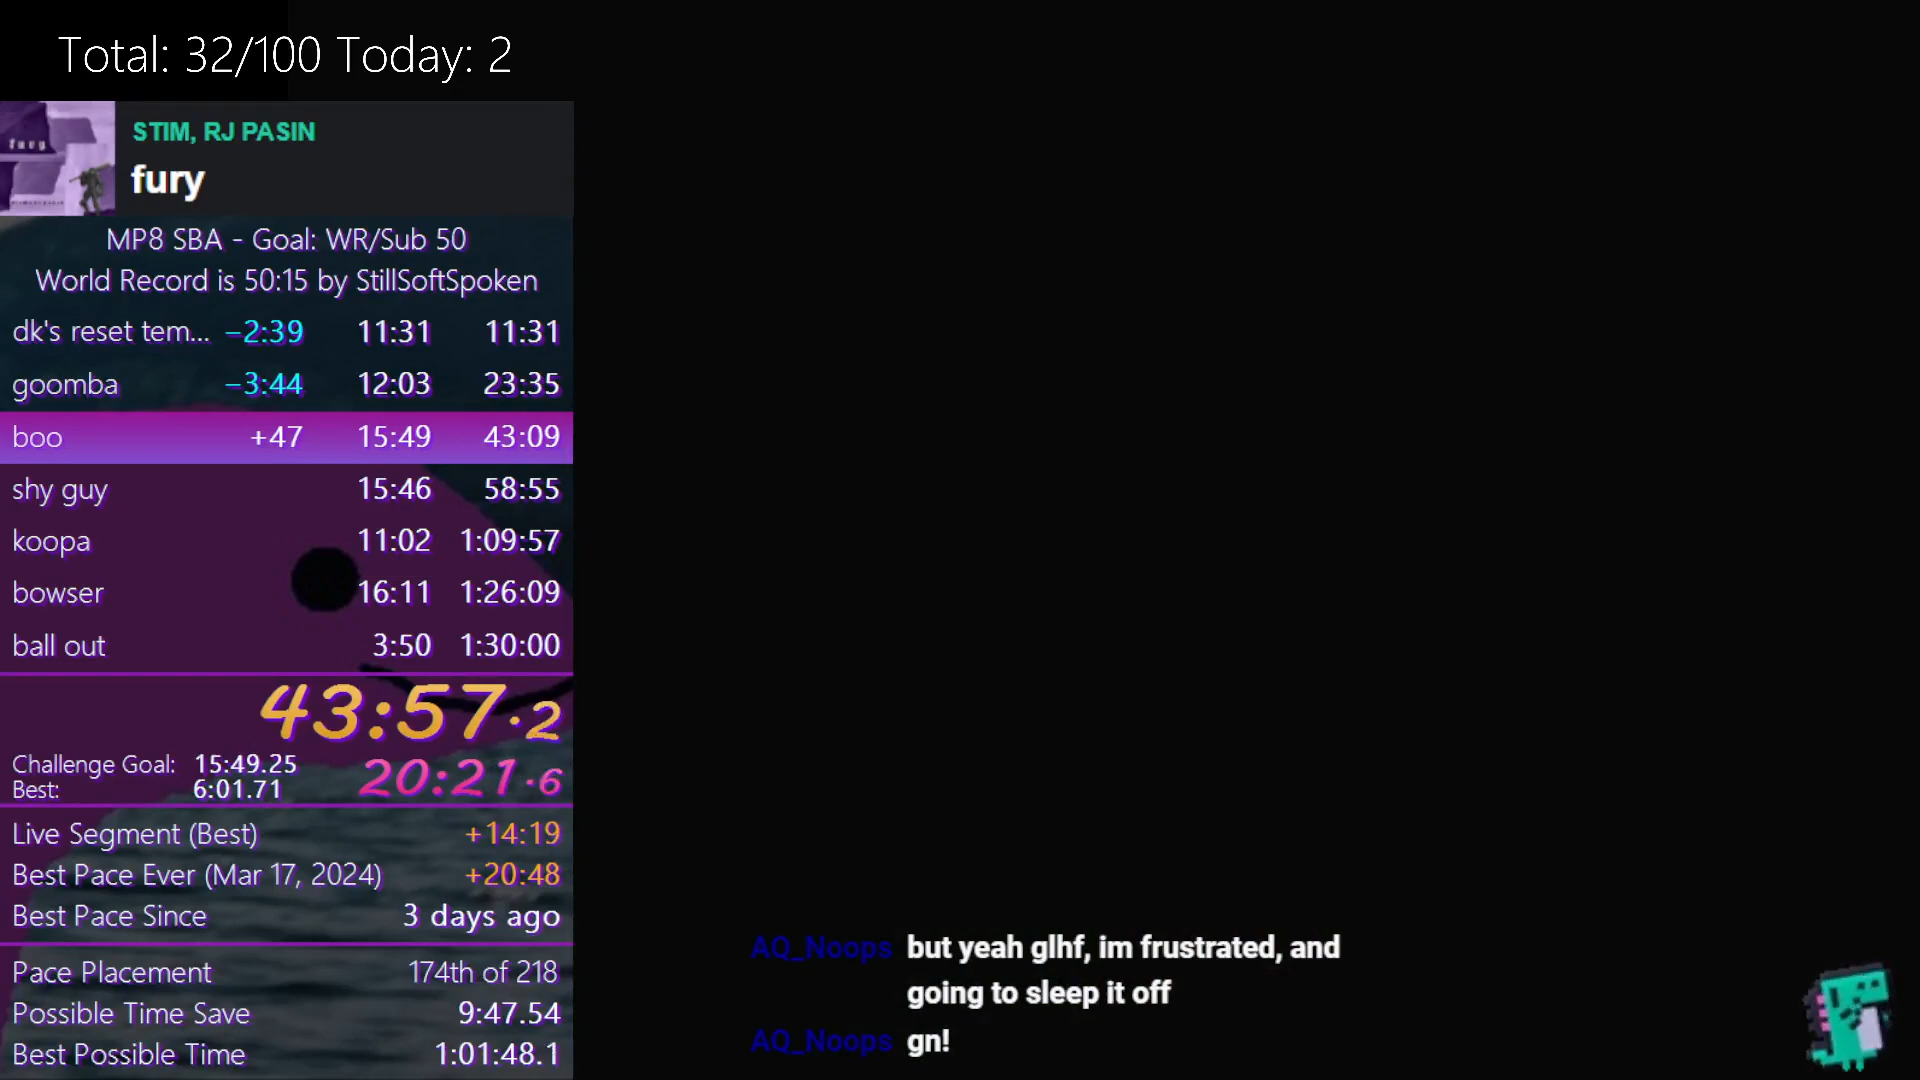 Total: 32/100 Today: 2
fury
STIM, RJ PASIN
fury
MP8 SBA - Goal: WR/Sub 50
World Record is 50:15 by StillSoftSpoken
dk's reset tem... −2:39 11:31 11:31
goomba −3:44 12:03 23:35
boo +47 15:49 43:09
shy guy 15:46 58:55
koopa 11:02 1:09:57
bowser 16:11 1:26:09
ball out 3:50 1:30:00
43:57.2
Challenge Goal: 15:49.25
Best: 6:01.71
20:21.6
Live Segment (Best) +14:19
Best Pace Ever (Mar 17, 2024) +20:48
Best Pace Since 3 days ago
Pace Placement 174th of 218
Possible Time Save 9:47.54
Best Possible Time 1:01:48.1
AQ_Noops but yeah glhf, im frustrated, and
going to sleep it off
AQ_Noops gn!